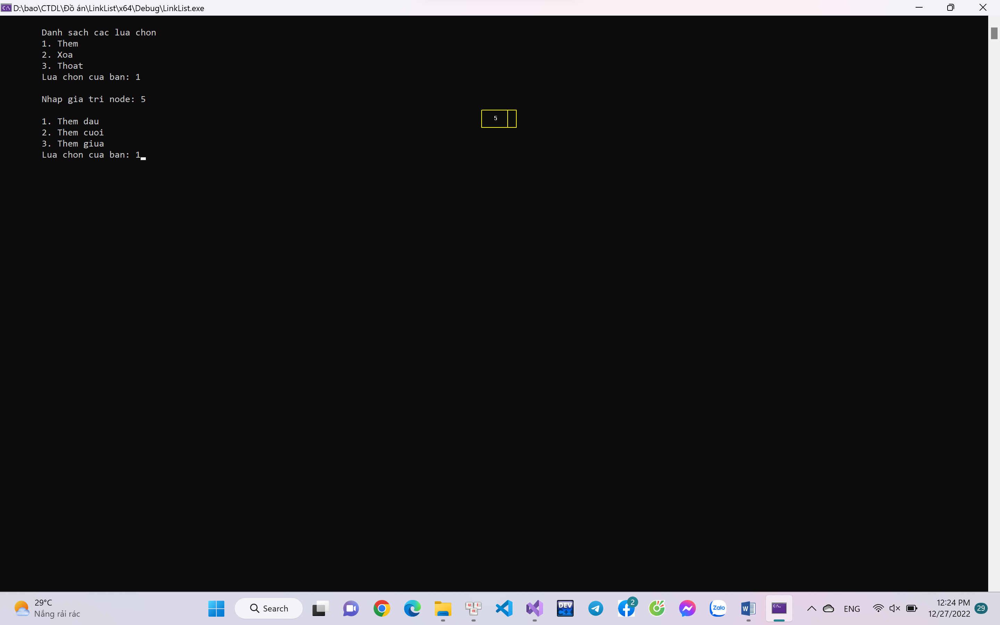 D:\bao\CTDL\Đồ án\LinkList\x64\Debug\LinkList.exe
Danh sach cac lua chon
1. Them
2. Xoa
3. Thoat
Lua chon cua ban: 1
Nhap gia tri node: 5
5
1. Them dau
2. Them cuoi
3. Them giua
Lua chon cua ban: 1
29°C
Nắng rải rác
Search
u n i
DEV
C++
2
Zalo
W
ENG
12:24 PM
12/27/2022
29